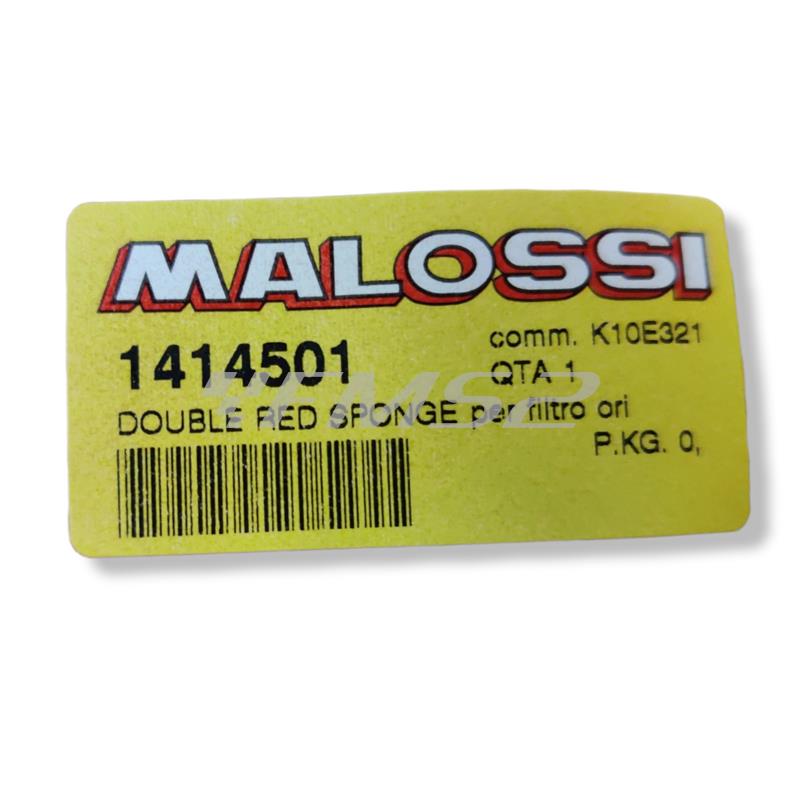 MALOSSI
1414501
comm. K10E321
QTA 1
DOUBLE RED SPONGE per filtro ori
P.KG. 0,